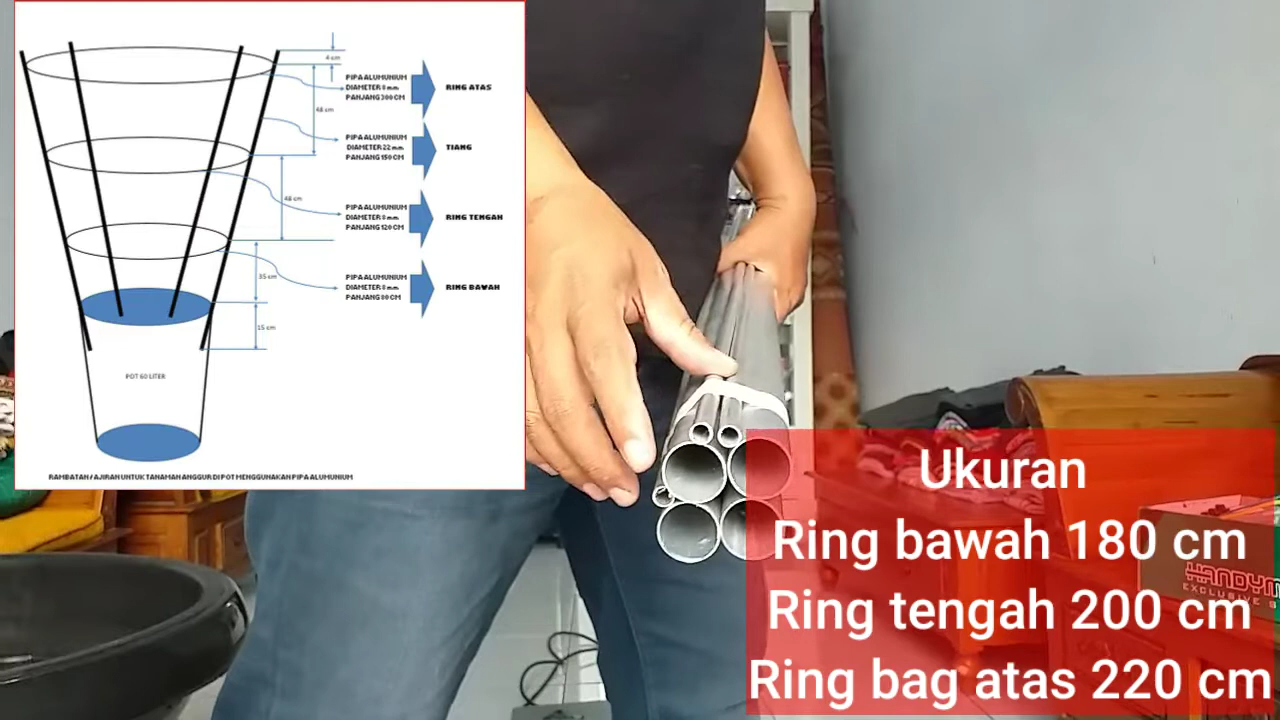 4 cm
PIPA ALUMUNIUM
DIAMETER 8 mm
PANJANG 300 CM
RING ATAS
48 cm
PIPA ALUMUNIUM
DIAMETER 22 mm
PANJANG 150 CM
TIANG
48 cm
PIPA ALUMUNIUM
DIAMETER 8 mm
PANJANG 120 CM
RING TENGAH
35 cm
PIPA ALUMUNIUM
DIAMETER 8 mm
PANJANG 80 CM
RING BAWAH
15 cm
POT 60 LITER
RAMBATAN / AJIRAN UNTUK TANAMAN ANGGUR DI POT MENGGUNAKAN PIPA ALUMUNIUM
Ukuran
Ring bawah 180 cm
Ring tengah 200 cm
Ring bag atas 220 cm